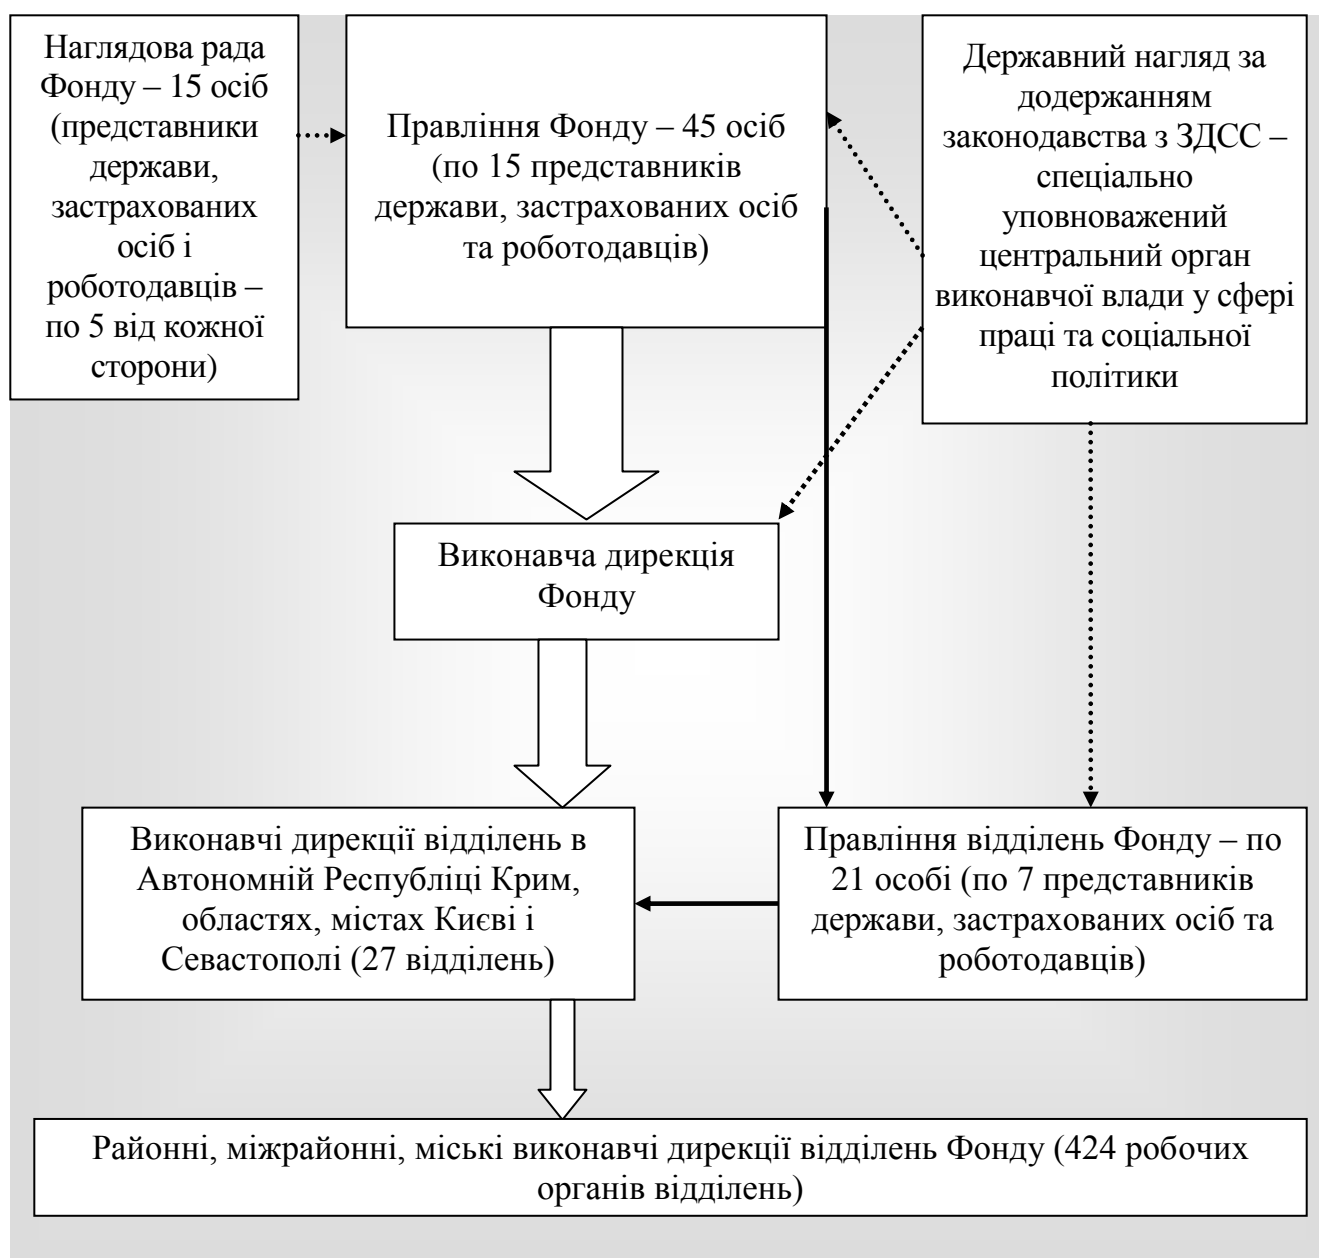 Наглядова рада
Фонду – 15 осіб
(представники
держави,
застрахованих
осіб і
роботодавців –
по 5 від кожної
сторони)
Правління Фонду – 45 осіб
(по 15 представників
держави, застрахованих осіб
та роботодавців)
Державний нагляд за
додержанням
законодавства з ЗДСС –
спеціально
уповноважений
центральний орган
виконавчої влади у сфері
праці та соціальної
політики
Виконавча дирекція
Фонду
Виконавчі дирекції відділень в
Автономній Республіці Крим,
областях, містах Києві і
Севастополі (27 відділень)
Правління відділень Фонду – по
21 особі (по 7 представників
держави, застрахованих осіб та
роботодавців)
Районні, міжрайонні, міські виконавчі дирекції відділень Фонду (424 робочих
органів відділень)